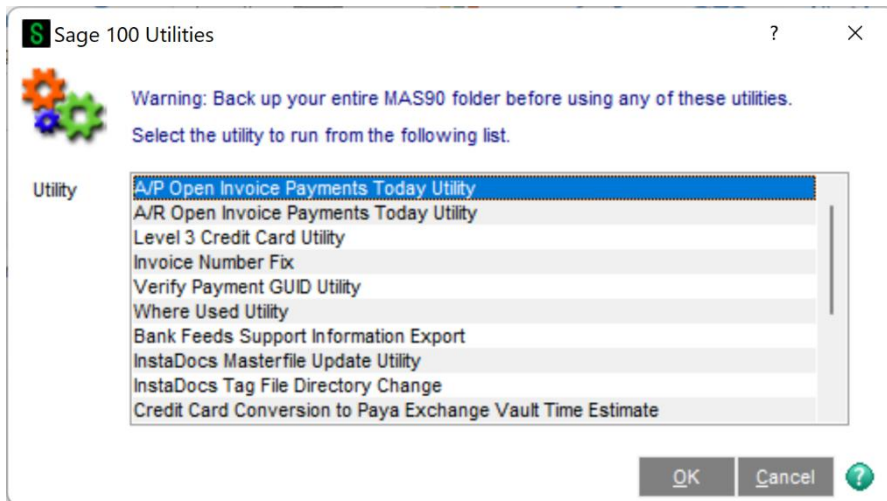 S Sage 100 Utilities ?
Warning: Back up your entire MAS90 folder before using any of these utilities.
Select the utility to run from the following list.
Utility
A/P Open Invoice Payments Today Utility
A/R Open Invoice Payments Today Utility
Level 3 Credit Card Utility
Invoice Number Fix
Verify Payment GUID Utility
Where Used Utility
Bank Feeds Support Information Export
InstaDocs Masterfile Update Utility
InstaDocs Tag File Directory Change
Credit Card Conversion to Paya Exchange Vault Time Estimate
OK Cancel ?